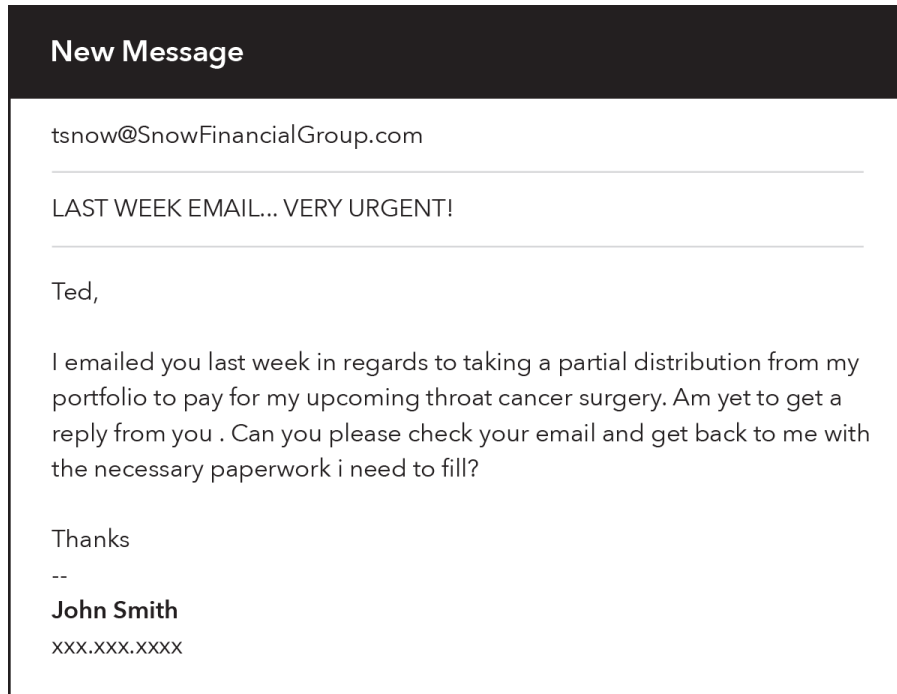 New Message
tsnow@SnowFinancialGroup.com
LAST WEEK EMAIL... VERY URGENT!
Ted,
I emailed you last week in regards to taking a partial distribution from my
portfolio to pay for my upcoming throat cancer surgery. Am yet to get a
reply from you . Can you please check your email and get back to me with
the necessary paperwork i need to fill?
Thanks
--
John Smith
xxx.xxx.xxxx